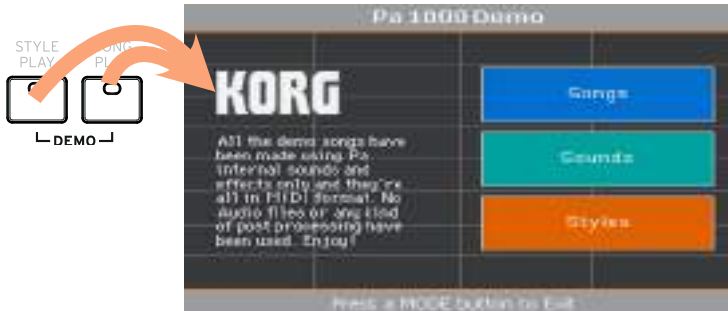 STYLE
PLAY
SONG
PLAY
DEMO
Pa 1000 Demo
KORG
All the demo songs have
been made using Pa
internal sounds and
effects only and they're
all in MIDI format. No
Audio files or any kind
of post processing have
been used. Enjoy!
Songs
Sounds
Styles
Press a MODE button to Exit